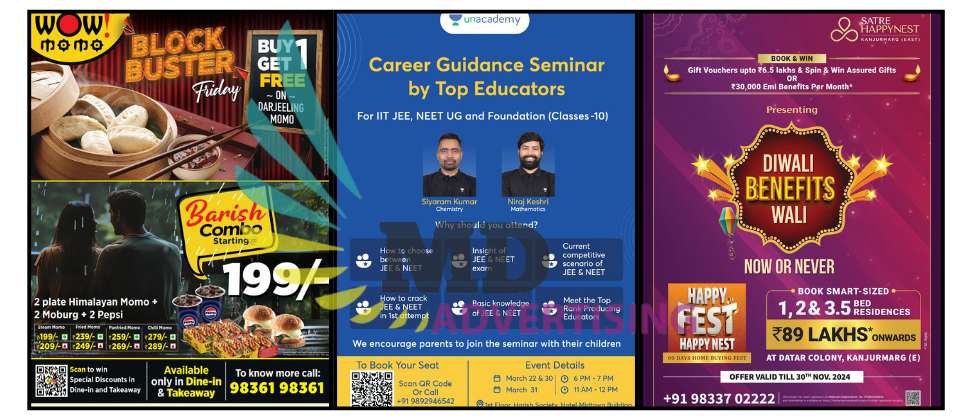 WOW!
momo
BLOCK
BUSTER
Friday
BUY 1
GET
FREE
~ ON ~
DARJEELING
MOMO
Barish
Combo
Starting
199/-
2 plate Himalayan Momo +
2 Moburg + 2 Pepsi
Steam Momo Fried Momo Panfried Momo Chilli Momo
₹199/- ₹239/- ₹259/- ₹279/-
₹209/- ₹249/- ₹269/- ₹289/-
Scan to win
Special Discounts in
Dine-in and Takeaway
Available
only in Dine-in
& Takeaway
To know more call:
98361 98361
unacademy
Career Guidance Seminar
by Top Educators
For IIT JEE, NEET UG and Foundation (Classes -10)
Siyaram Kumar
Chemistry
Niraj Keshri
Mathematics
Why should you attend?
How to choose
between
JEE & NEET
Insight of
JEE & NEET
exam
Current
competitive
scenario of
JEE & NEET
How to crack
JEE & NEET
in 1st attempt
Basic knowledge
of JEE & NEET
Meet the Top
Rank Producing
Educators
We encourage parents to join the seminar with their children
To Book Your Seat
Scan QR Code
Or Call
+91 9892946542
Event Details
March 22 & 30 6 PM - 7 PM
March 31 11 AM - 12 PM
1st Floor, Harish Society, Hotel Midtown Building
MD
ADVERTISING
SATRE
HAPPYNEST
KANJURMARG (EAST)
BOOK & WIN
Gift Vouchers upto ₹6.5 lakhs & Spin & Win Assured Gifts
OR
₹30,000 Emi Benefits Per Month*
Presenting
DIWALI
BENEFITS
WALI
NOW OR NEVER
HAPPY
FEST
HAPPY NEST
60 DAYS HOME BUYING FEST
BOOK SMART-SIZED
1,2 & 3.5 BED
RESIDENCES
₹89 LAKHS* ONWARDS
AT DATAR COLONY, KANJURMARG (E)
OFFER VALID TILL 30TH NOV. 2024
+91 98337 02222